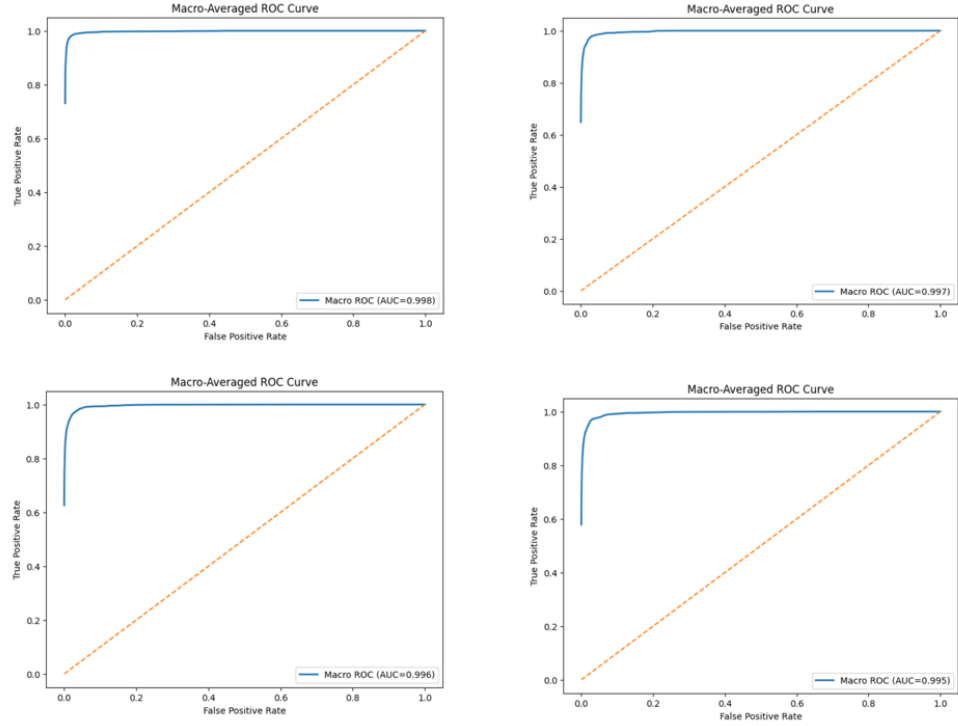 Macro-Averaged ROC Curve
True Positive Rate
1.0
0.8
0.6
0.4
0.2
0.0
Macro ROC (AUC=0.998)
0.0 0.2 0.4 0.6 0.8 1.0
False Positive Rate
Macro-Averaged ROC Curve
True Positive Rate
1.0
0.8
0.6
0.4
0.2
0.0
Macro ROC (AUC=0.997)
0.0 0.2 0.4 0.6 0.8 1.0
False Positive Rate
Macro-Averaged ROC Curve
True Positive Rate
1.0
0.8
0.6
0.4
0.2
0.0
Macro ROC (AUC=0.996)
0.0 0.2 0.4 0.6 0.8 1.0
False Positive Rate
Macro-Averaged ROC Curve
True Positive Rate
1.0
0.8
0.6
0.4
0.2
0.0
Macro ROC (AUC=0.995)
0.0 0.2 0.4 0.6 0.8 1.0
False Positive Rate